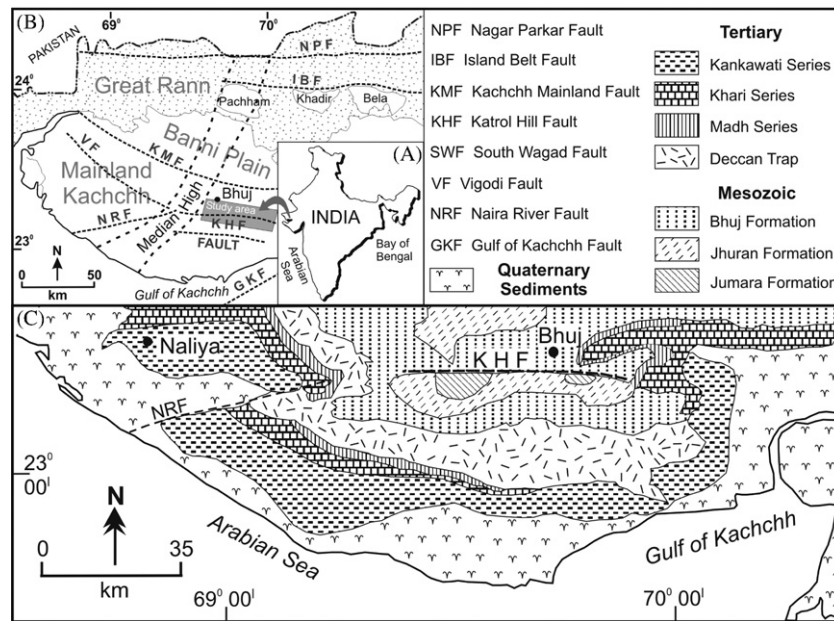 (B)
69°
70°
PAKISTAN
NPF
Great Rann
IBF
24°
Pachham
Khadir
Bela
Banni Plain
VF
KMF
Mainland
Kachchh
Median High
Bhuj
Study area
NRF
KHF
FAULT
23°
N
0 50
km
Gulf of Kachchh
GKF
(A)
INDIA
Arabian
Sea
Bay of
Bengal
NPF Nagar Parkar Fault
IBF Island Belt Fault
KMF Kachchh Mainland Fault
KHF Katrol Hill Fault
SWF South Wagad Fault
VF Vigodi Fault
NRF Naira River Fault
GKF Gulf of Kachchh Fault
Quaternary
Sediments
Tertiary
Kankawati Series
Khari Series
Madh Series
Deccan Trap
Mesozoic
Bhuj Formation
Jhuran Formation
Jumara Formation
(C)
Naliya
Bhuj
KHF
NRF
23°
00'
N
0 35
km
Arabian Sea
Gulf of Kachchh
69° 00'
70° 00'